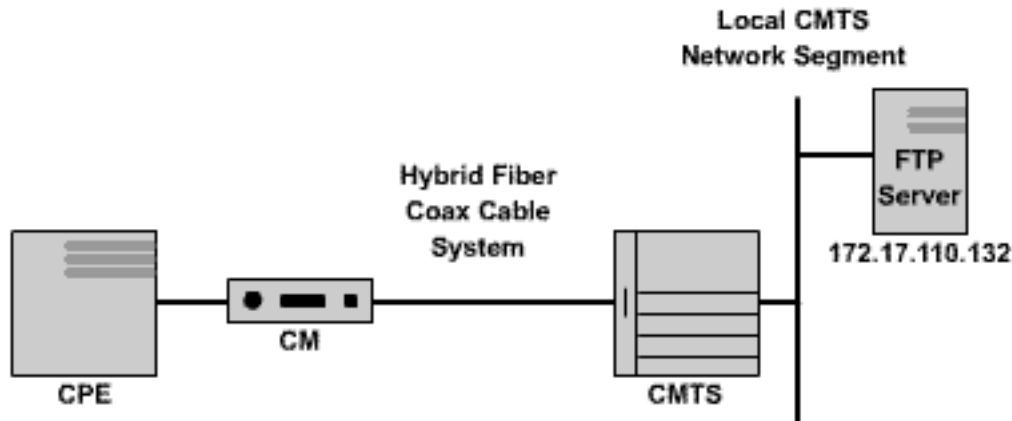 Local CMTS
Network Segment
FTP
Server
172.17.110.132
Hybrid Fiber
Coax Cable
System
CPE
CM
CMTS